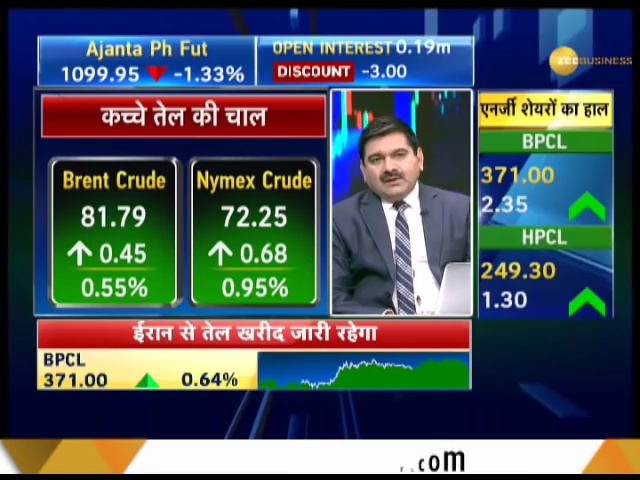 Ajanta Ph Fut
1099.95 -1.33%
OPEN INTEREST 0.19m
DISCOUNT -3.00
ZEEBUSINESS
कच्चे तेल की चाल
Brent Crude
81.79
0.45
0.55%
Nymex Crude
72.25
0.68
0.95%
एनर्जी शेयरों का हाल
BPCL
371.00
2.35
HPCL
249.30
1.30
ईरान से तेल खरीद जारी रहेगा
BPCL
371.00 0.64%
.com